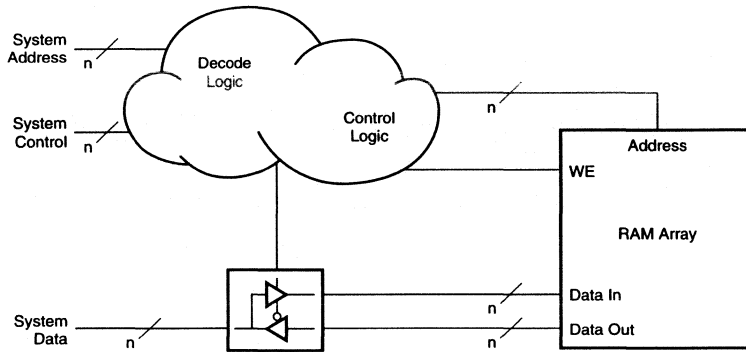 System
Address
n
Decode
Logic
System
Control
n
Control
Logic
n
Address
WE
RAM Array
Data In
n
System
Data
n
Data Out
n